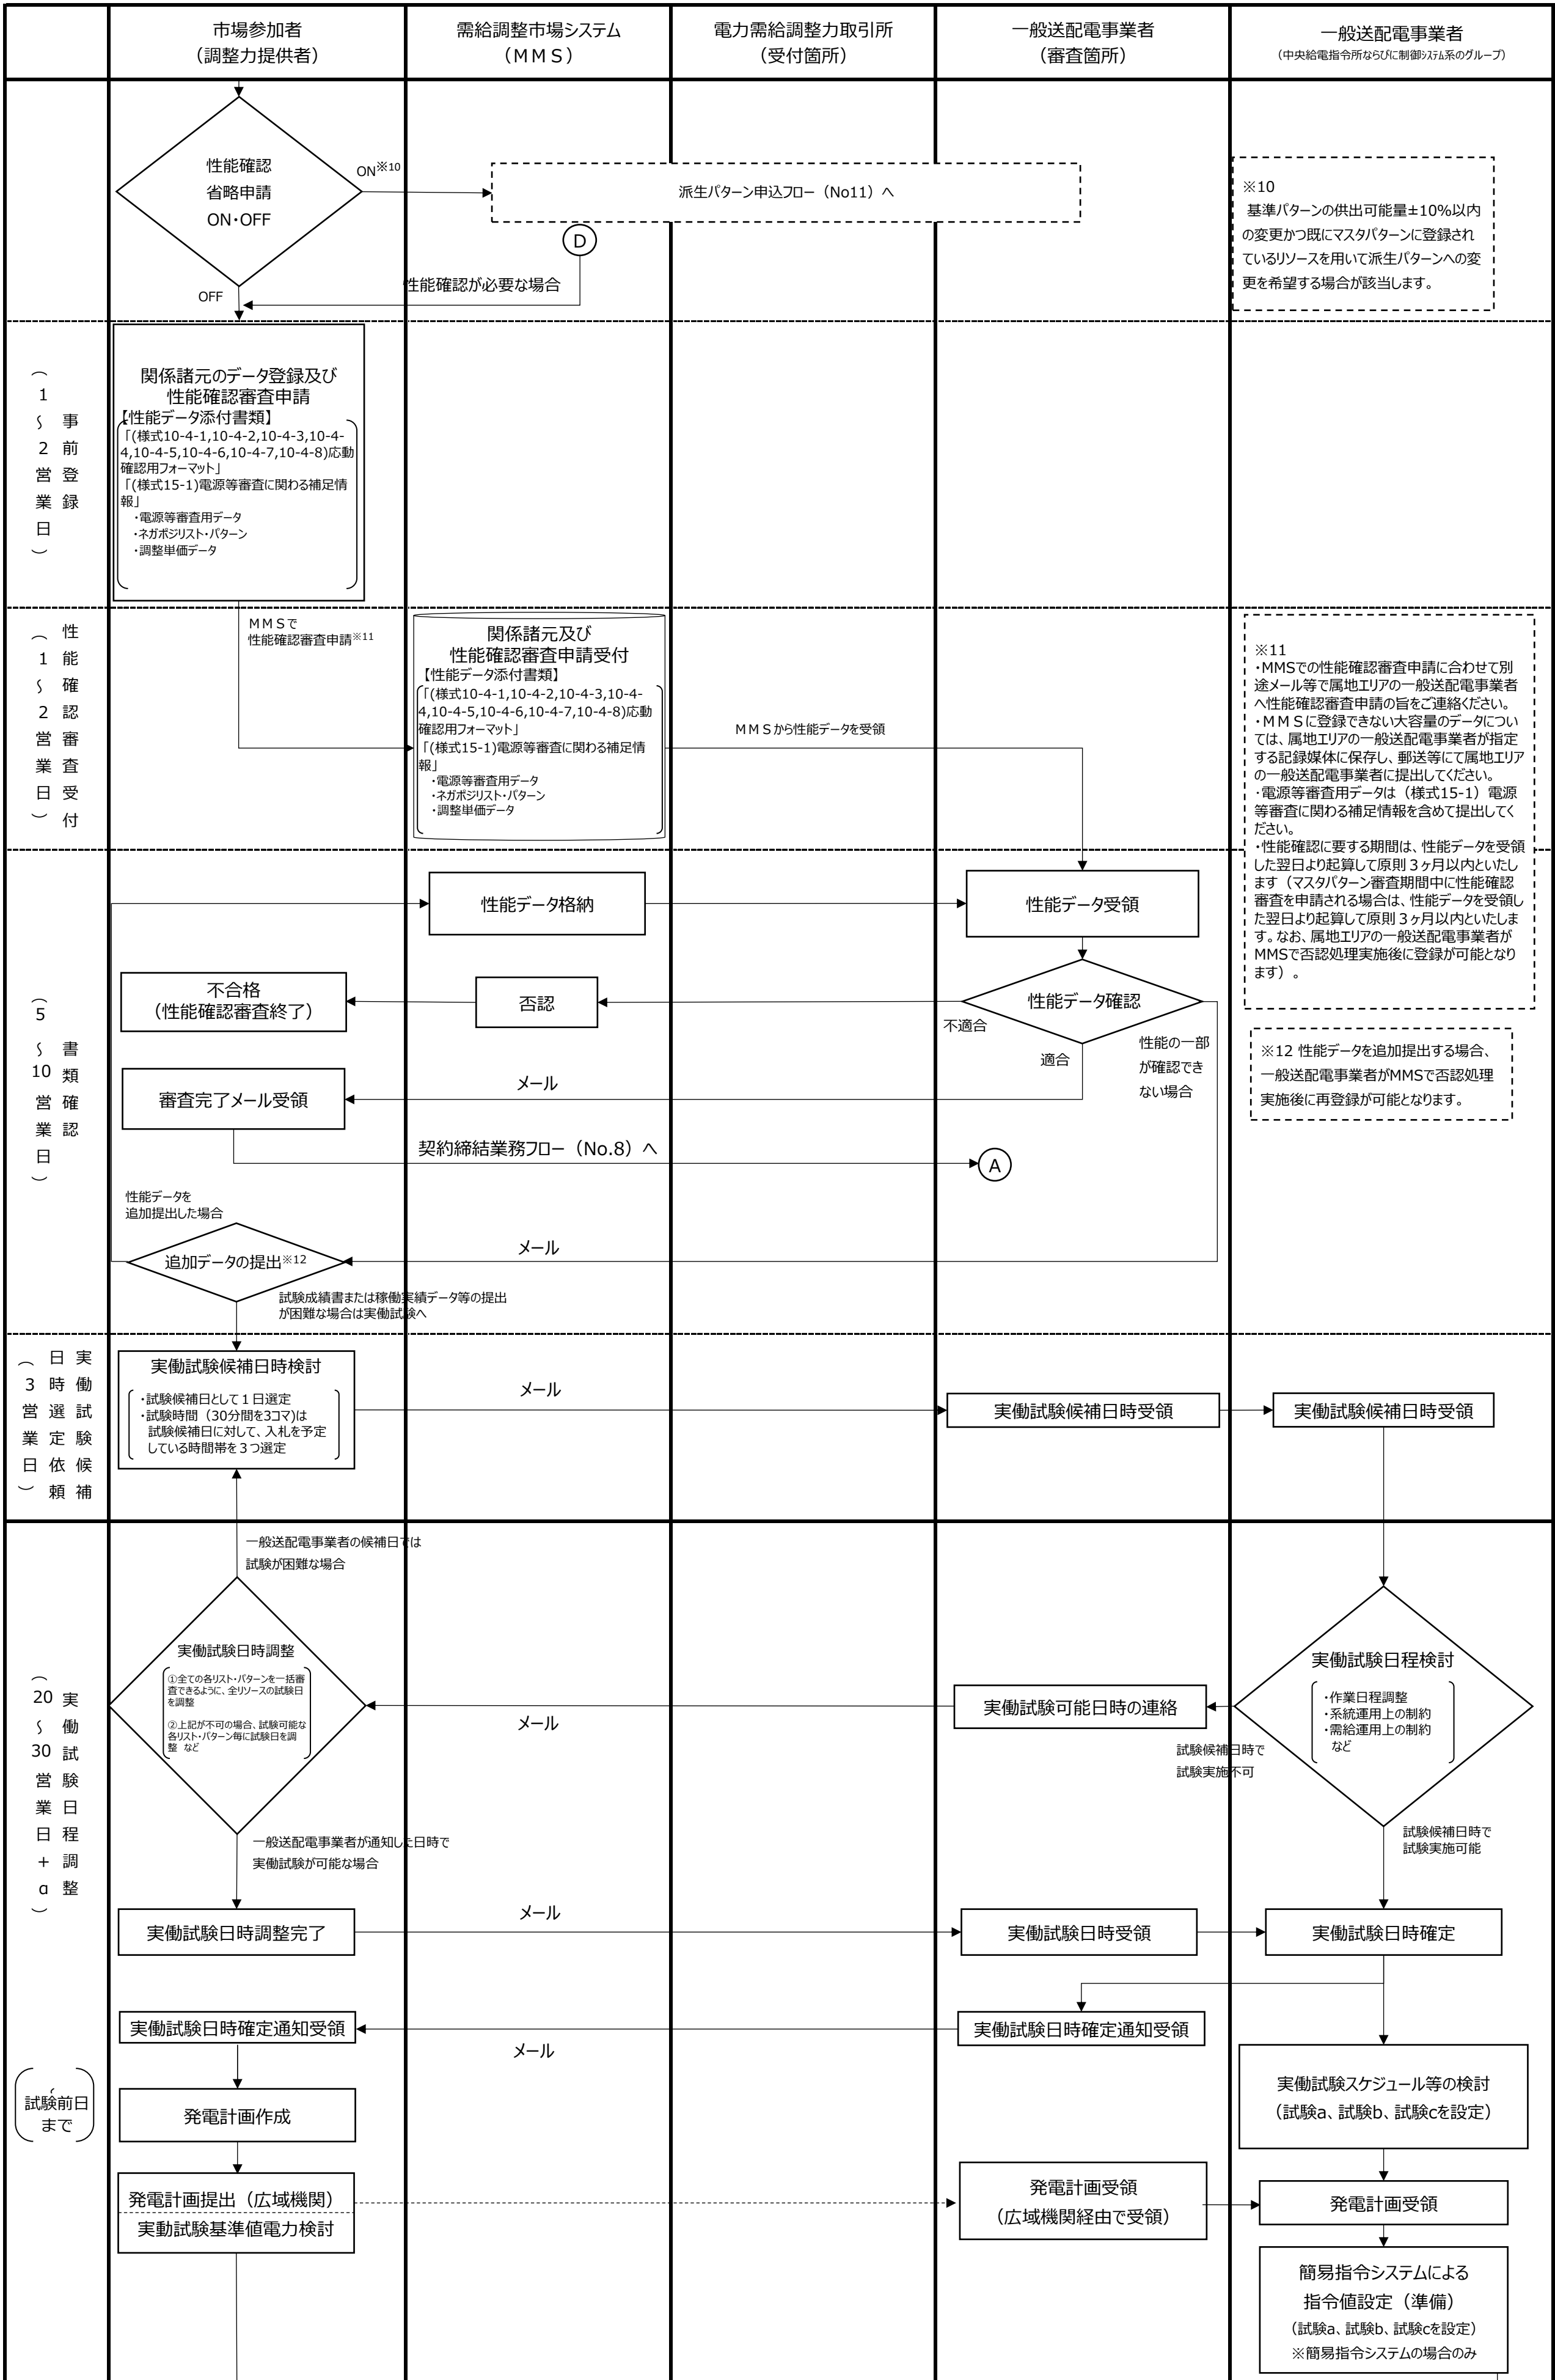 市場参加者
（調整力提供者）
需給調整市場システム
（ＭＭＳ）
電力需給調整力取引所
（受付箇所）
一般送配電事業者
（審査箇所）
一般送配電事業者
（中央給電指令所ならびに制御ｼｽﾃﾑ系のグループ）
性能確認
省略申請
ON・OFF
ON※10
OFF
派生パターン申込フロー（No11）へ
D
性能確認が必要な場合
※10
基準パターンの供出可能量±10%以内
の変更かつ既にマスタパターンに登録され
ているリソースを用いて派生パターンへの変
更を希望する場合が該当します。
事前登録
（1～2営業日）
関係諸元のデータ登録及び
性能確認審査申請
【性能データ添付書類】
「(様式10-4-1,10-4-2,10-4-3,10-4-
4,10-4-5,10-4-6,10-4-7,10-4-8)応動
確認用フォーマット」
「(様式15-1)電源等審査に関わる補足情
報」
・電源等審査用データ
・ネガポジリスト・パターン
・調整単価データ
性能確認審査受付
（1～2営業日）
ＭＭＳで
性能確認審査申請※11
関係諸元及び
性能確認審査申請受付
【性能データ添付書類】
「(様式10-4-1,10-4-2,10-4-3,10-4-
4,10-4-5,10-4-6,10-4-7,10-4-8)応動
確認用フォーマット」
「(様式15-1)電源等審査に関わる補足情
報」
・電源等審査用データ
・ネガポジリスト・パターン
・調整単価データ
ＭＭＳから性能データを受領
※11
・MMSでの性能確認審査申請に合わせて別
途メール等で属地エリアの一般送配電事業者
へ性能確認審査申請の旨をご連絡ください。
・ＭＭＳに登録できない大容量のデータについ
ては、属地エリアの一般送配電事業者が指定
する記録媒体に保存し、郵送等にて属地エリア
の一般送配電事業者に提出してください。
・電源等審査用データは（様式15-1）電源
等審査に関わる補足情報を含めて提出してく
ださい。
・性能確認に要する期間は、性能データを受領
した翌日より起算して原則３ヶ月以内といたし
ます（マスタパターン審査期間中に性能確認
審査を申請される場合は、性能データを受領し
た翌日より起算して原則３ヶ月以内といたしま
す。なお、属地エリアの一般送配電事業者が
MMSで否認処理実施後に登録が可能となり
ます）。
書類確認
（5～10営業日）
性能データ格納
性能データ受領
不合格
（性能確認審査終了）
否認
性能データ確認
不適合
適合
性能の一部
が確認でき
ない場合
※12 性能データを追加提出する場合、
一般送配電事業者がMMSで否認処理
実施後に再登録が可能となります。
審査完了メール受領
メール
契約締結業務フロー（No.8）へ
A
性能データを
追加提出した場合
追加データの提出※12
メール
試験成績書または稼働実績データ等の提出
が困難な場合は実働試験へ
実働試験候補
日時選定依頼
（3営業日）
実働試験候補日時検討
・試験候補日として１日選定
・試験時間（30分間を3コマ)は
試験候補日に対して、入札を予定
している時間帯を３つ選定
メール
実働試験候補日時受領
実働試験候補日時受領
一般送配電事業者の候補日では
試験が困難な場合
実働試験日程調整
（20～30営業日+α）
実働試験日時調整
①全ての各リスト・パターンを一括審
査できるように、全リソースの試験日
を調整
②上記が不可の場合、試験可能な
各リスト・パターン毎に試験日を調
整 など
メール
実働試験可能日時の連絡
実働試験日程検討
・作業日程調整
・系統運用上の制約
・需給運用上の制約
など
試験候補日時で
試験実施不可
試験候補日時で
試験実施可能
一般送配電事業者が通知した日時で
実働試験が可能な場合
実働試験日時調整完了
メール
実働試験日時受領
実働試験日時確定
実働試験日時確定通知受領
メール
実働試験日時確定通知受領
実働試験スケジュール等の検討
（試験a、試験b、試験cを設定）
～
試験前日
まで
発電計画作成
発電計画提出（広域機関）
実動試験基準値電力検討
発電計画受領
（広域機関経由で受領）
発電計画受領
簡易指令システムによる
指令値設定（準備）
（試験a、試験b、試験cを設定）
※簡易指令システムの場合のみ